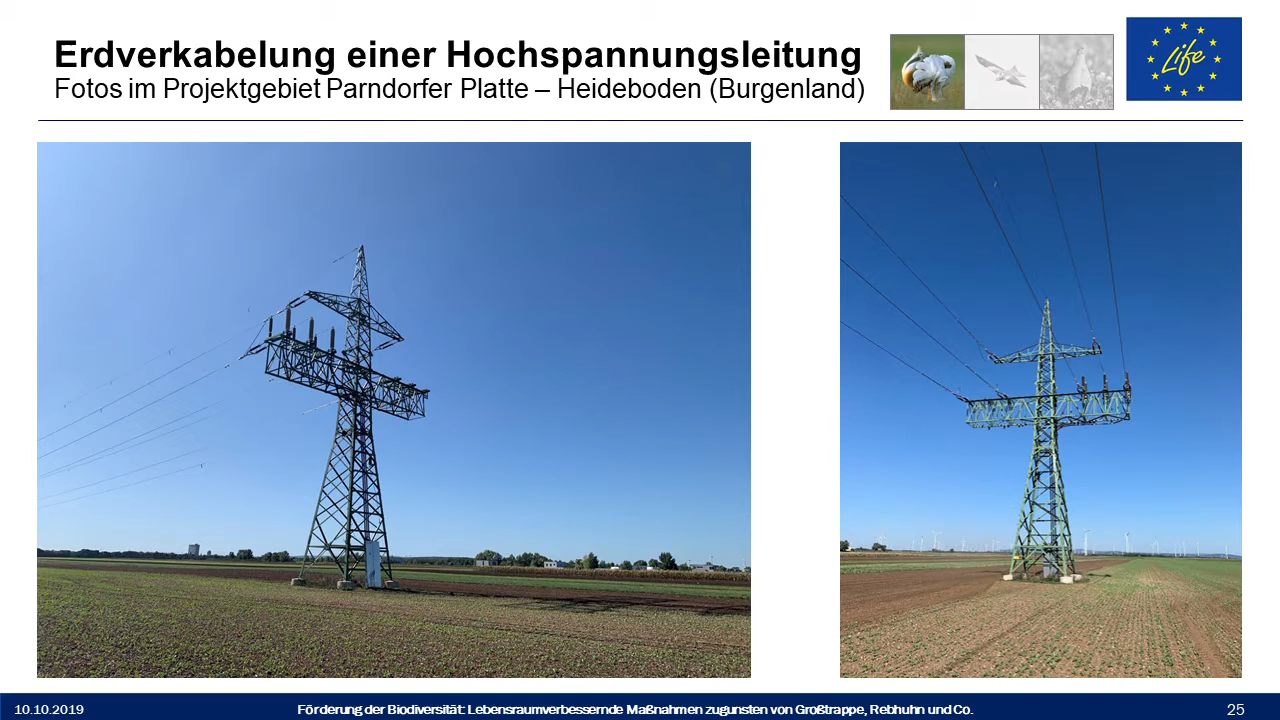 Erdverkabelung einer Hochspannungsleitung
Fotos im Projektgebiet Parndorfer Platte – Heideboden (Burgenland)
Life
10.10.2019
Förderung der Biodiversität: Lebensraumverbessernde Maßnahmen zugunsten von Großtrappe, Rebhuhn und Co.
25